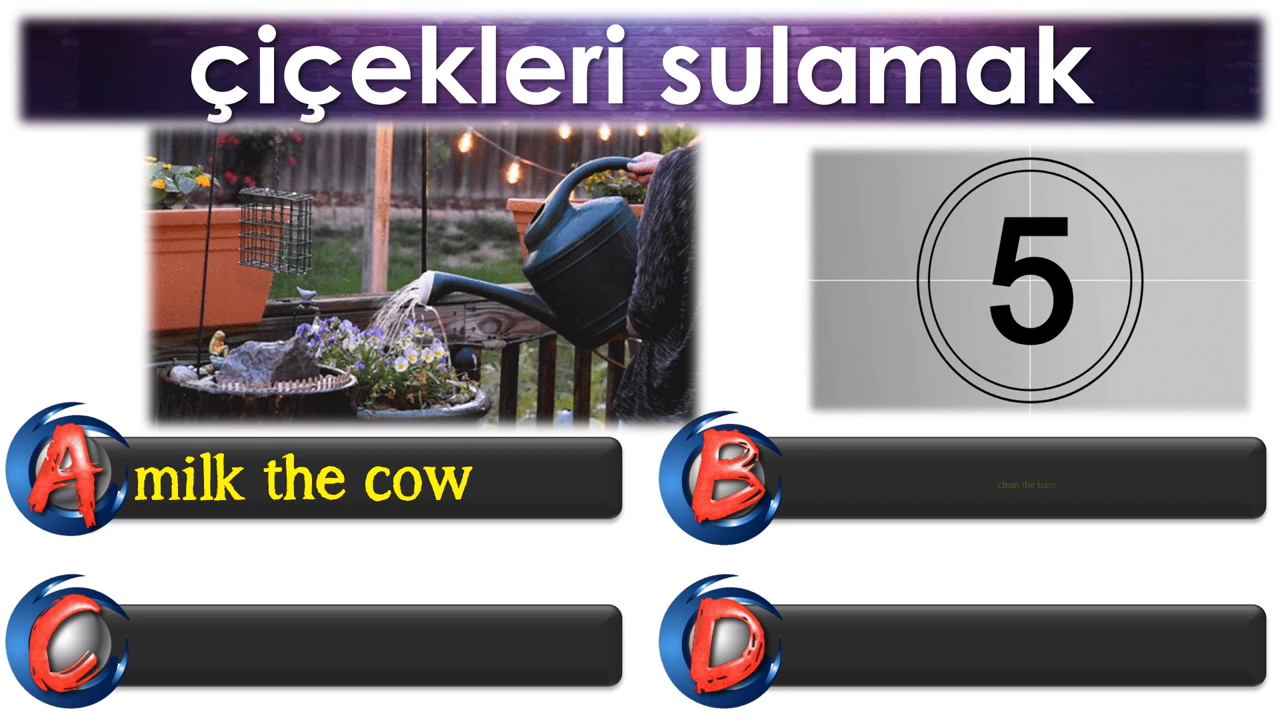 çiçekleri sulamak
5
A milk the cow
B clean the barn
C
D